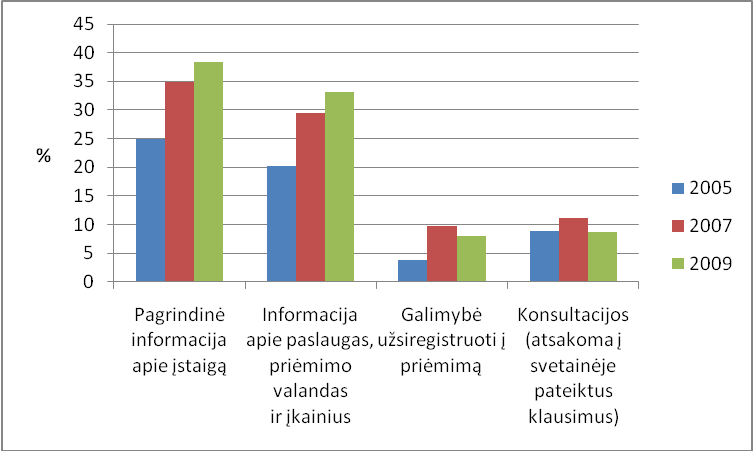 45
40
35
30
25
20
15
10
5
0
%
Pagrindinė
informacija
apie įstaigą
Informacija
apie paslaugas,
priėmimo
valandas
ir įkainius
Galimybė
užsiregistruoti į
priėmimą
Konsultacijos
(atsakoma į
svetainėje
pateiktus
klausimus)
2005
2007
2009